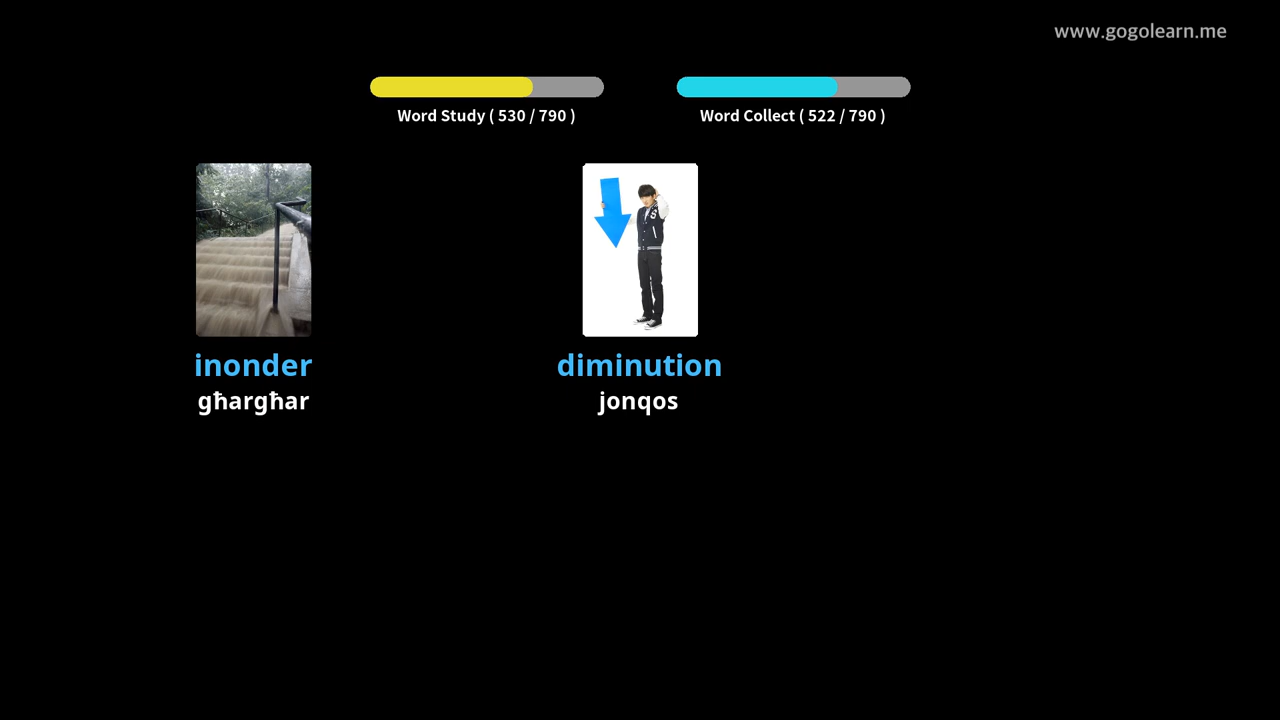 www.gogolearn.me
Word Study ( 530 / 790 )
Word Collect ( 522 / 790 )
inonder
għargħar
diminution
jonqos
S